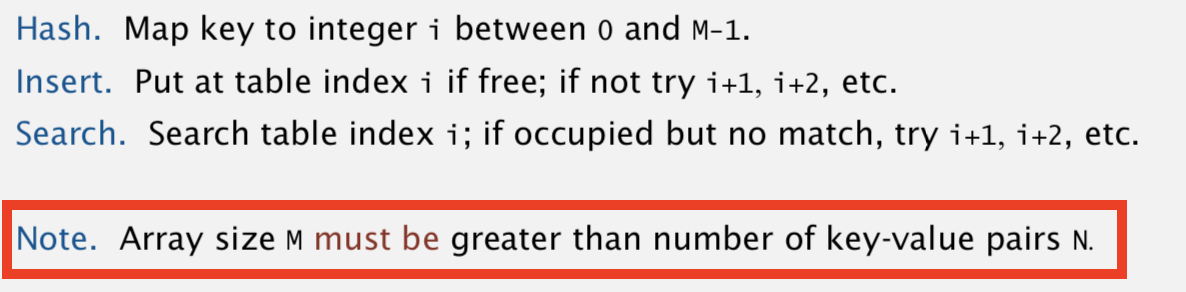 Hash. Map key to integer i between 0 and M-1.
Insert. Put at table index i if free; if not try i+1, i+2, etc.
Search. Search table index i; if occupied but no match, try i+1, i+2, etc.
Note. Array size M must be greater than number of key-value pairs N.